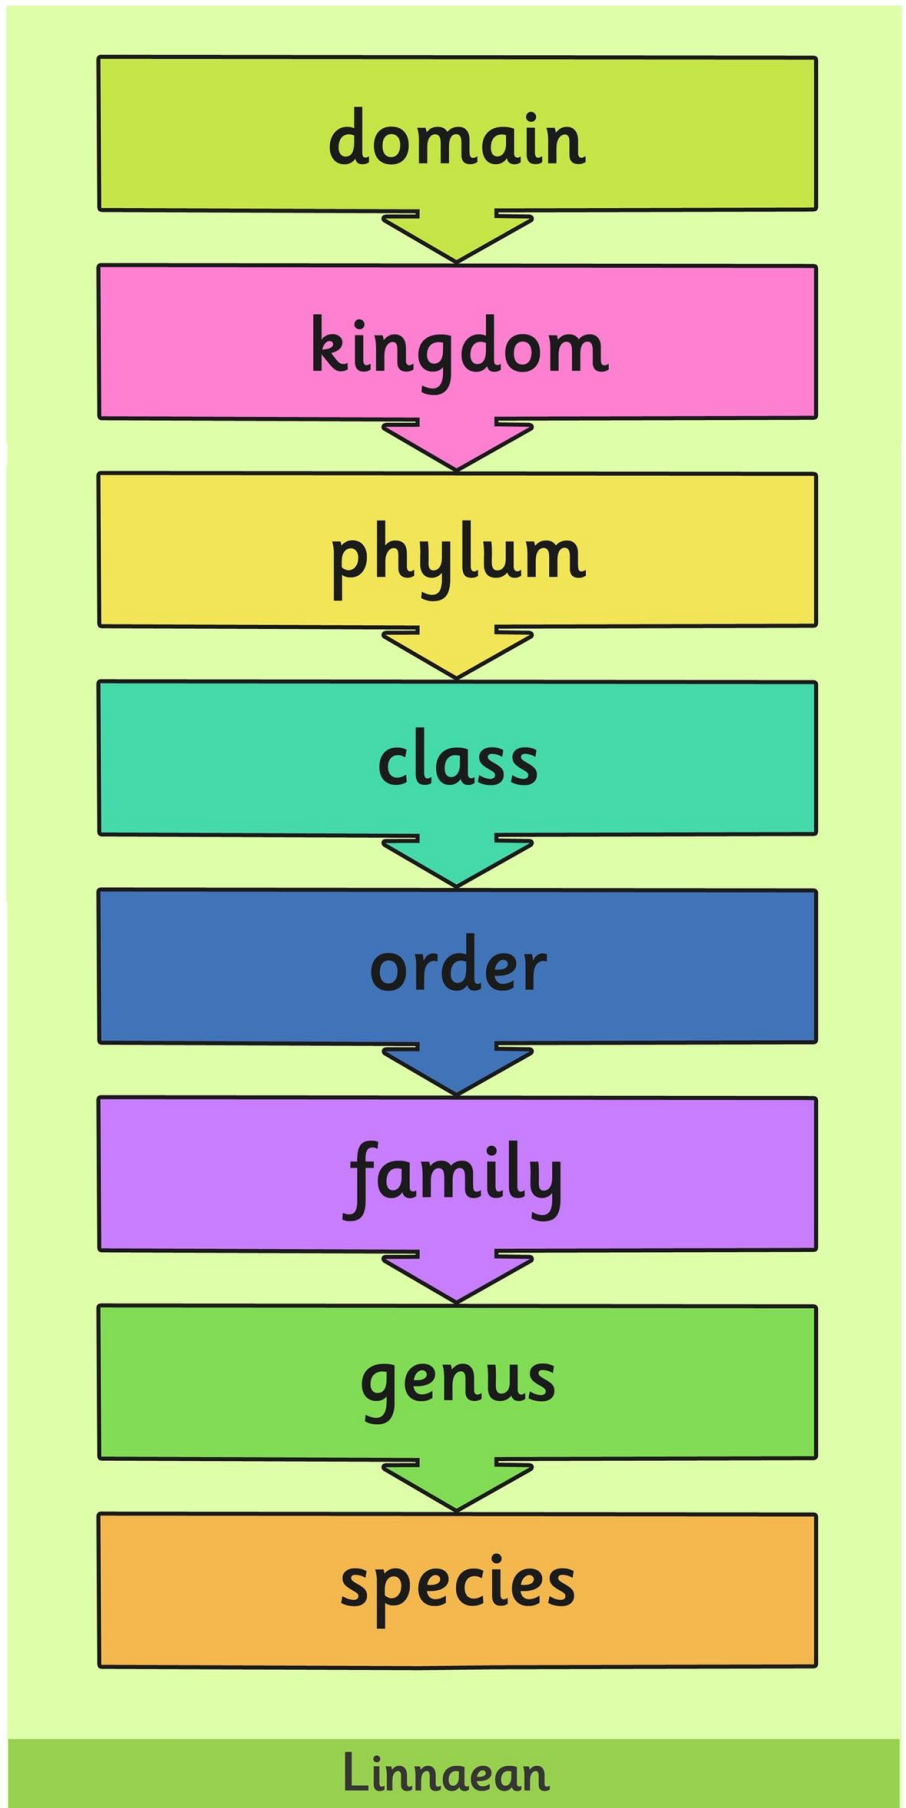 domain
kingdom
phylum
class
order
family
genus
species
Linnaean